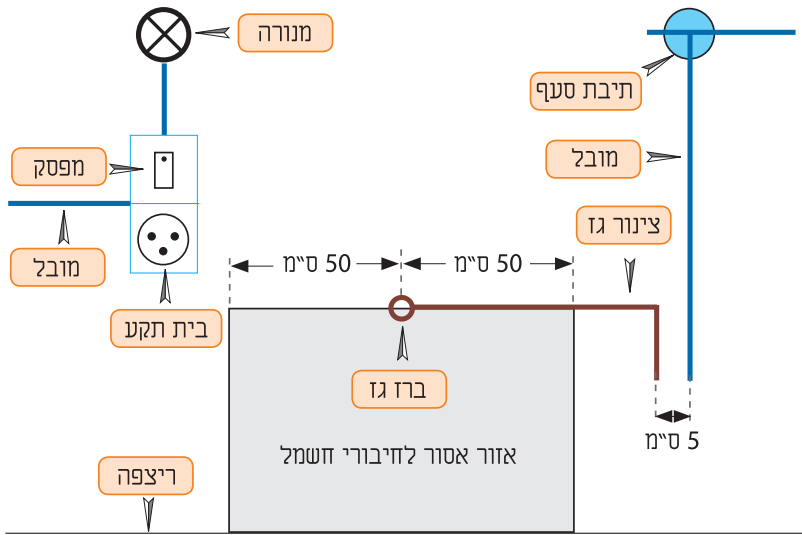 מנורה
תיבת סעף
מפסק
מובל
צינור גז
מובל
50 ס״מ
50 ס״מ
בית תקע
ברז גז
5 ס״מ
אזור אסור לחיבורי חשמל
ריצפה